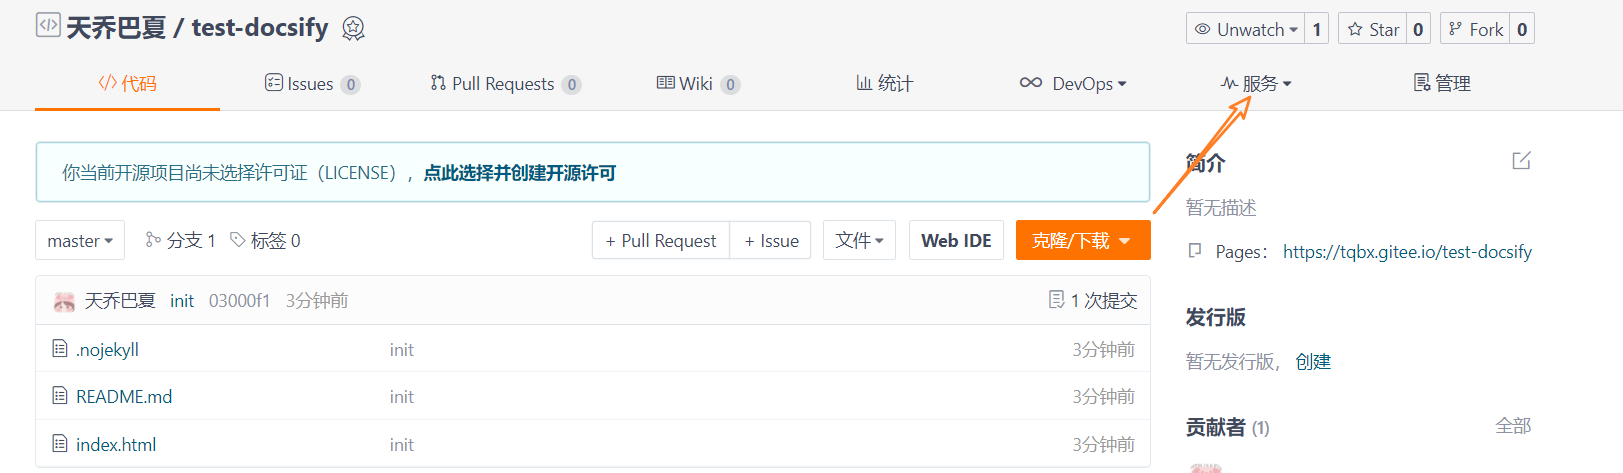 天乔巴夏 / test-docsify
Unwatch 1 Star 0 Fork 0
代码 Issues 0 Pull Requests 0 Wiki 0 统计 DevOps 服务 管理
你当前开源项目尚未选择许可证（LICENSE），点此选择并创建开源许可
master 分支 1 标签 0 + Pull Request + Issue 文件 Web IDE 克隆/下载
天乔巴夏 init 03000f1 3分钟前 1 次提交
.nojekyll init 3分钟前
README.md init 3分钟前
index.html init 3分钟前
简介
暂无描述
Pages： https://tqbx.gitee.io/test-docsify
发行版
暂无发行版， 创建
贡献者 (1) 全部